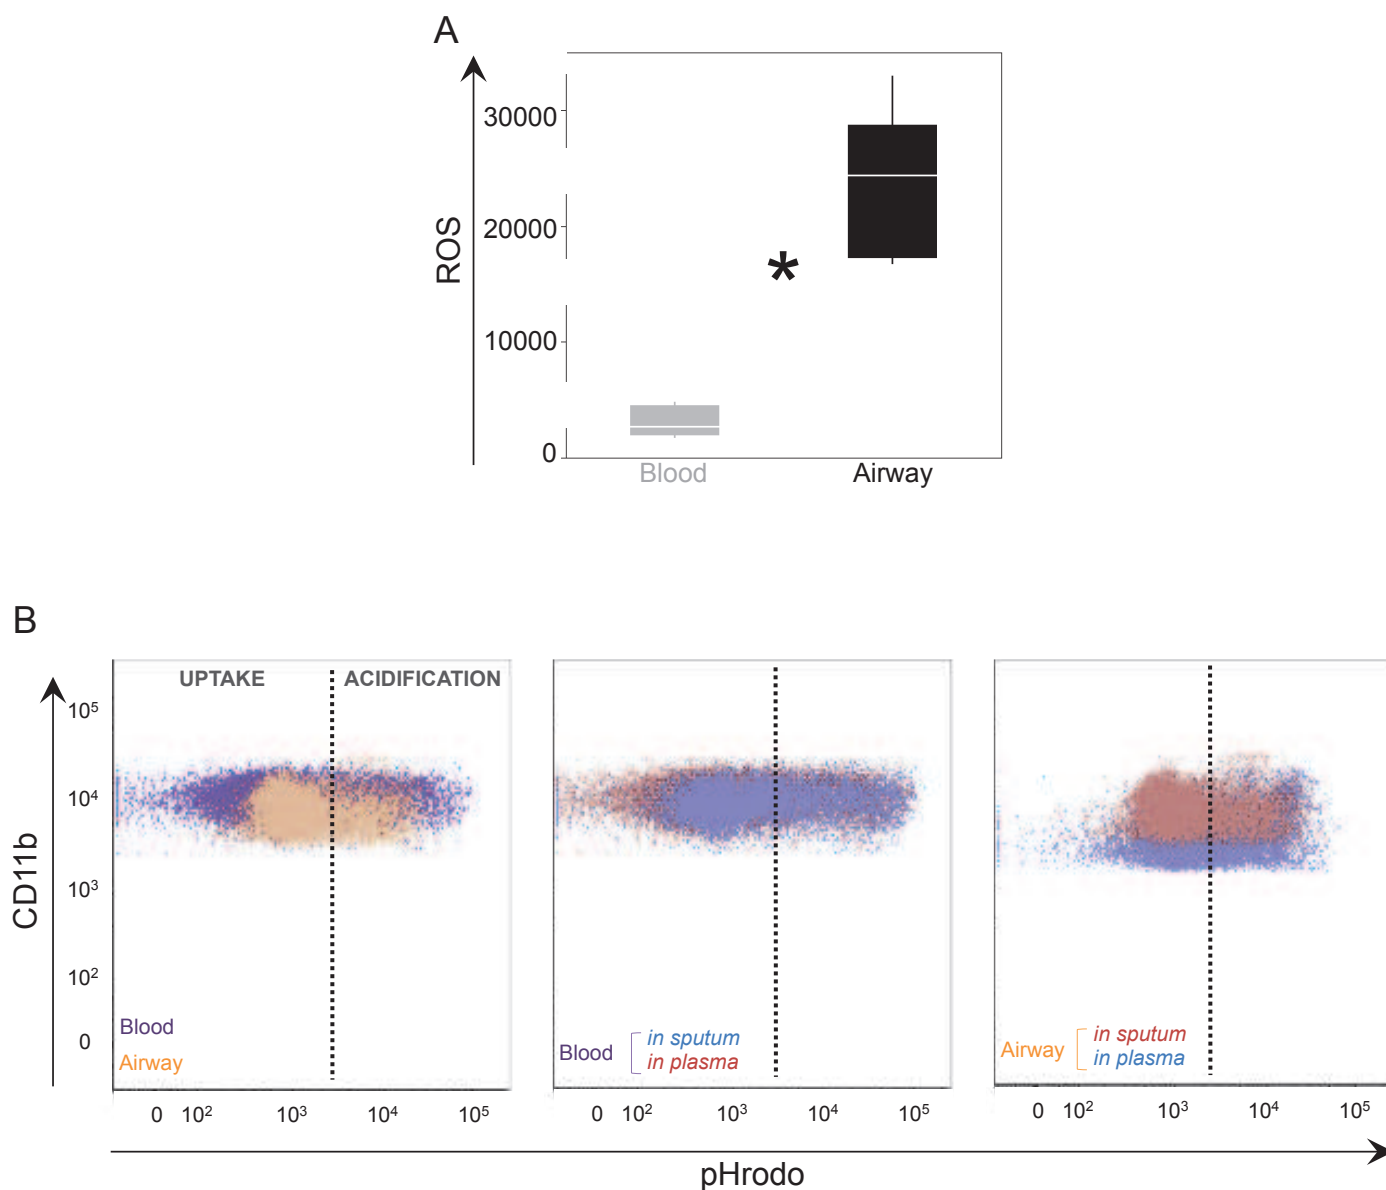 A
ROS
30000
20000
10000
0
*
Blood
Airway
B
CD11b
10⁵
10⁴
10³
10²
0
UPTAKE
ACIDIFICATION
Blood
Airway
Blood
in sputum
in plasma
Airway
in sputum
in plasma
0 10² 10³ 10⁴ 10⁵
0 10² 10³ 10⁴ 10⁵
0 10² 10³ 10⁴ 10⁵
pHrodo